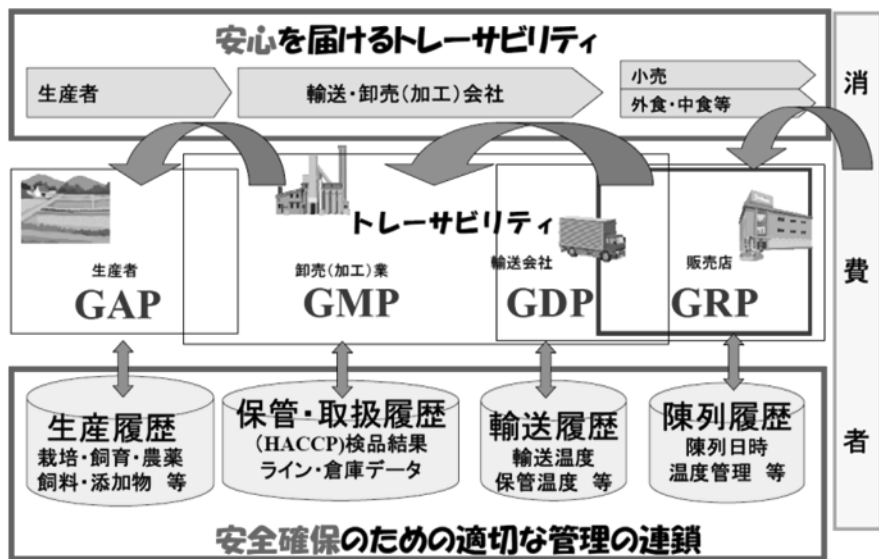 安心を届けるトレーサビリティ
生産者
輸送・卸売(加工)会社
小売
外食・中食等
消費者
トレーサビリティ
生産者
GAP
卸売(加工)業
GMP
輸送会社
GDP
販売店
GRP
生産履歴
栽培・飼育・農薬
飼料・添加物 等
保管・取扱履歴
(HACCP)検品結果
ライン・倉庫データ
輸送履歴
輸送温度
保管温度 等
陳列履歴
陳列日時
温度管理 等
安全確保のための適切な管理の連鎖